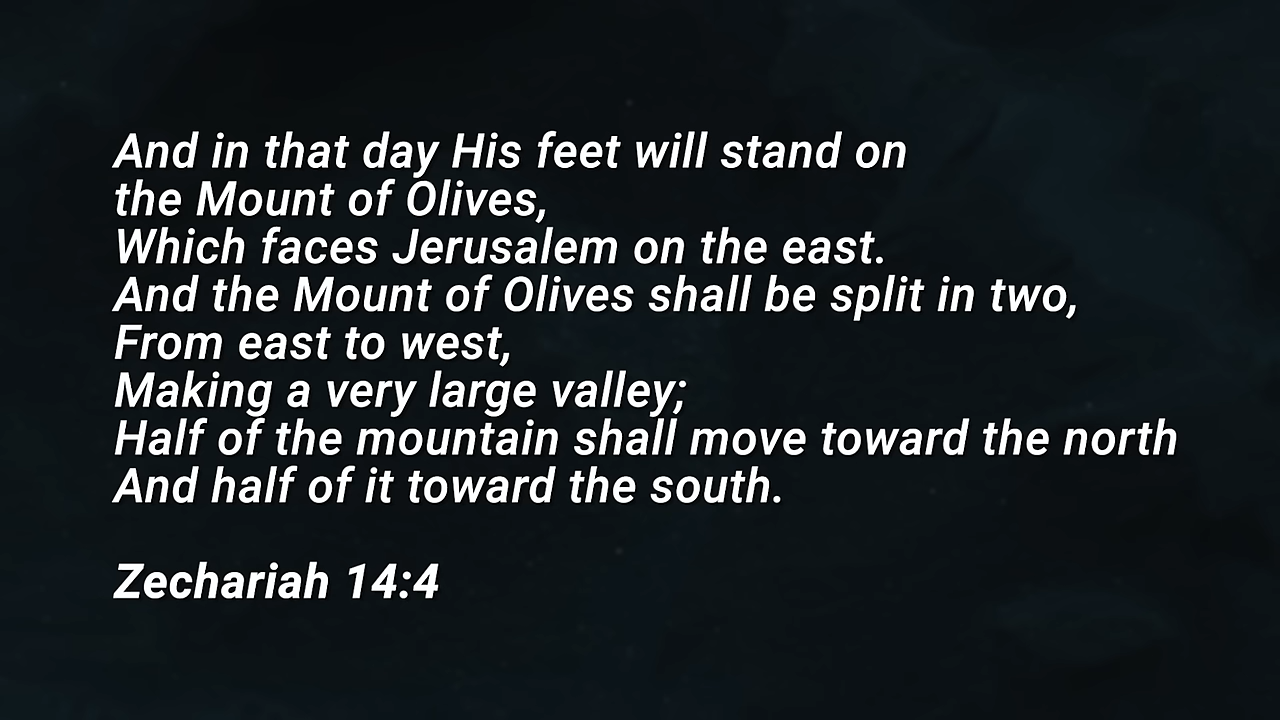 And in that day His feet will stand on
the Mount of Olives,
Which faces Jerusalem on the east.
And the Mount of Olives shall be split in two,
From east to west,
Making a very large valley;
Half of the mountain shall move toward the north
And half of it toward the south.
Zechariah 14:4